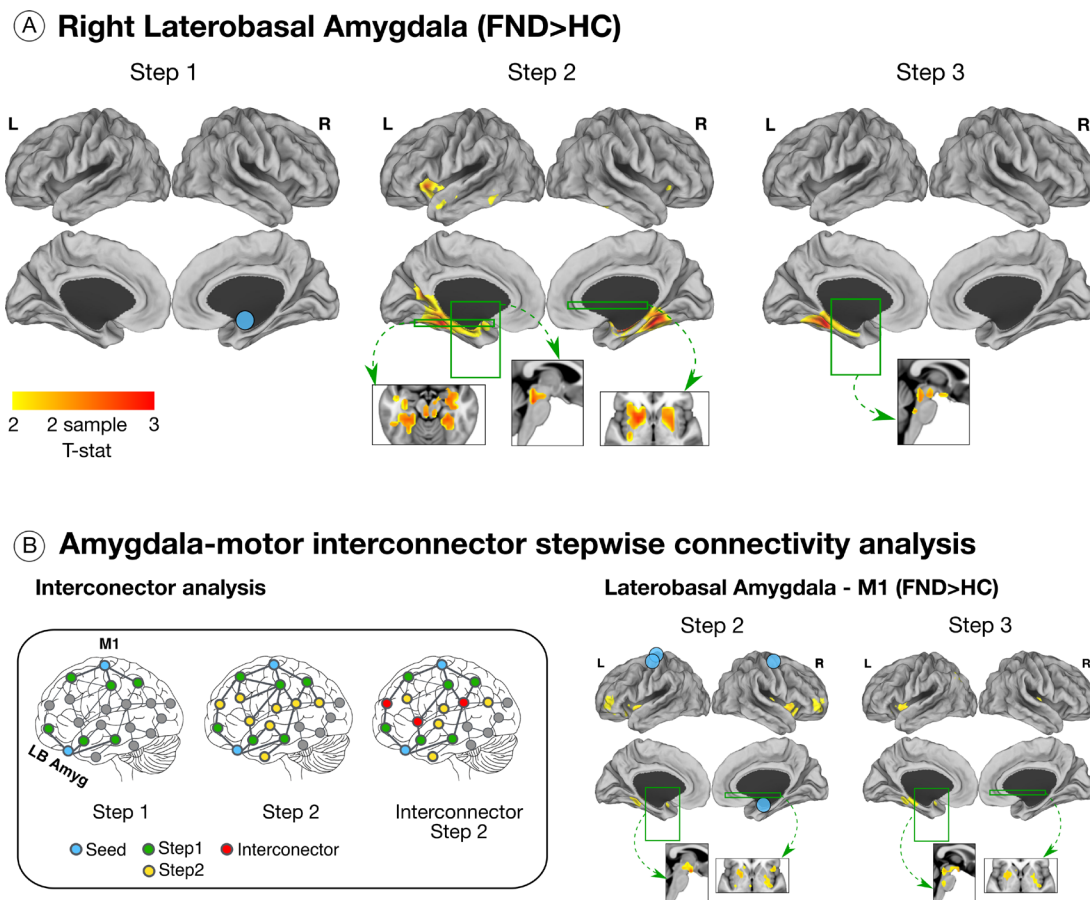 A Right Laterobasal Amygdala (FND>HC)
Step 1
Step 2
Step 3
L
R
L
R
L
R
2
2 sample
3
T-stat
B Amygdala-motor interconnector stepwise connectivity analysis
Interconector analysis
Laterobasal Amygdala - M1 (FND>HC)
Step 2
Step 3
M1
L
R
L
R
LB Amyg
Step 1
Step 2
Interconnector
Step 2
Seed
Step1
Interconector
Step2